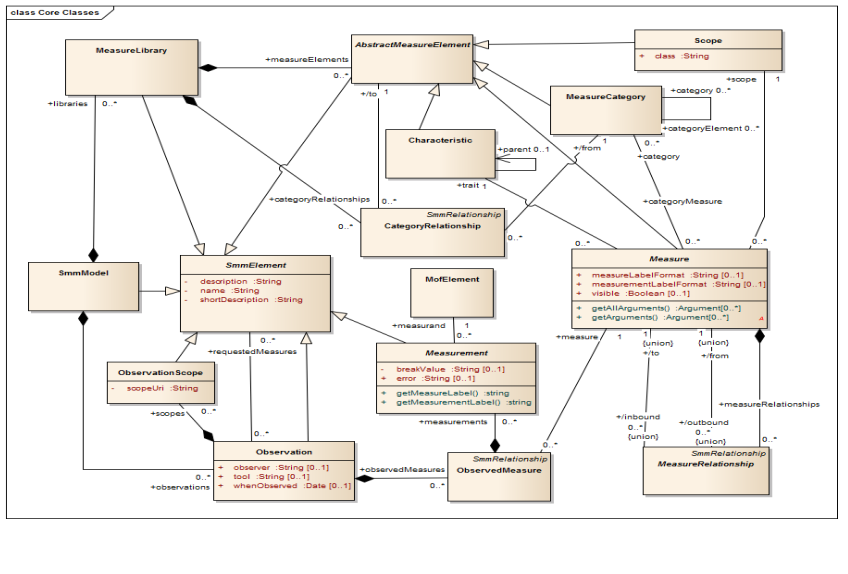 class Core Classes
MeasureLibrary
AbstractMeasureElement
Scope
+ class :String
+measureElements
0..*
+libraries 0..*
+/to
1
+scope 1
MeasureCategory
+category 0..*
+categoryElement 0..*
Characteristic
+parent 0..1
+trait 1
+/from
1
0..*
+category
+categoryRelationships
0..*
0..*
SmmRelationship
CategoryRelationship
0..*
+categoryMeasure
0..*
0..*
0..*
SmmElement
- description :String
- name :String
- shortDescription :String
SmmModel
MofElement
+measurand
1
0..*
Measure
+ measureLabelFormat :String [0..1]
+ measurementLabelFormat :String [0..1]
+ visible :Boolean [0..1]
+ getAllArguments() :Argument[0..*]
+ getArguments() :Argument[0..*]
+measure 1
1
{union}
+/to
1
{union}
+/from
0..*
+requestedMeasures
Measurement
- breakValue :String [0..1]
+ error :String [0..1]
+ getMeasureLabel() :string
+ getMeasurementLabel() :string
ObservationScope
- scopeUri :String
+scopes 0..*
+measurements 0..*
+measureRelationships
0..*
+/inbound
0..*
{union}
+/outbound
0..*
{union}
0..*
Observation
+ observer :String [0..1]
+ tool :String [0..1]
+ whenObserved :Date [0..1]
0..*
+observations
+observedMeasures
0..*
0..*
SmmRelationship
ObservedMeasure
SmmRelationship
MeasureRelationship